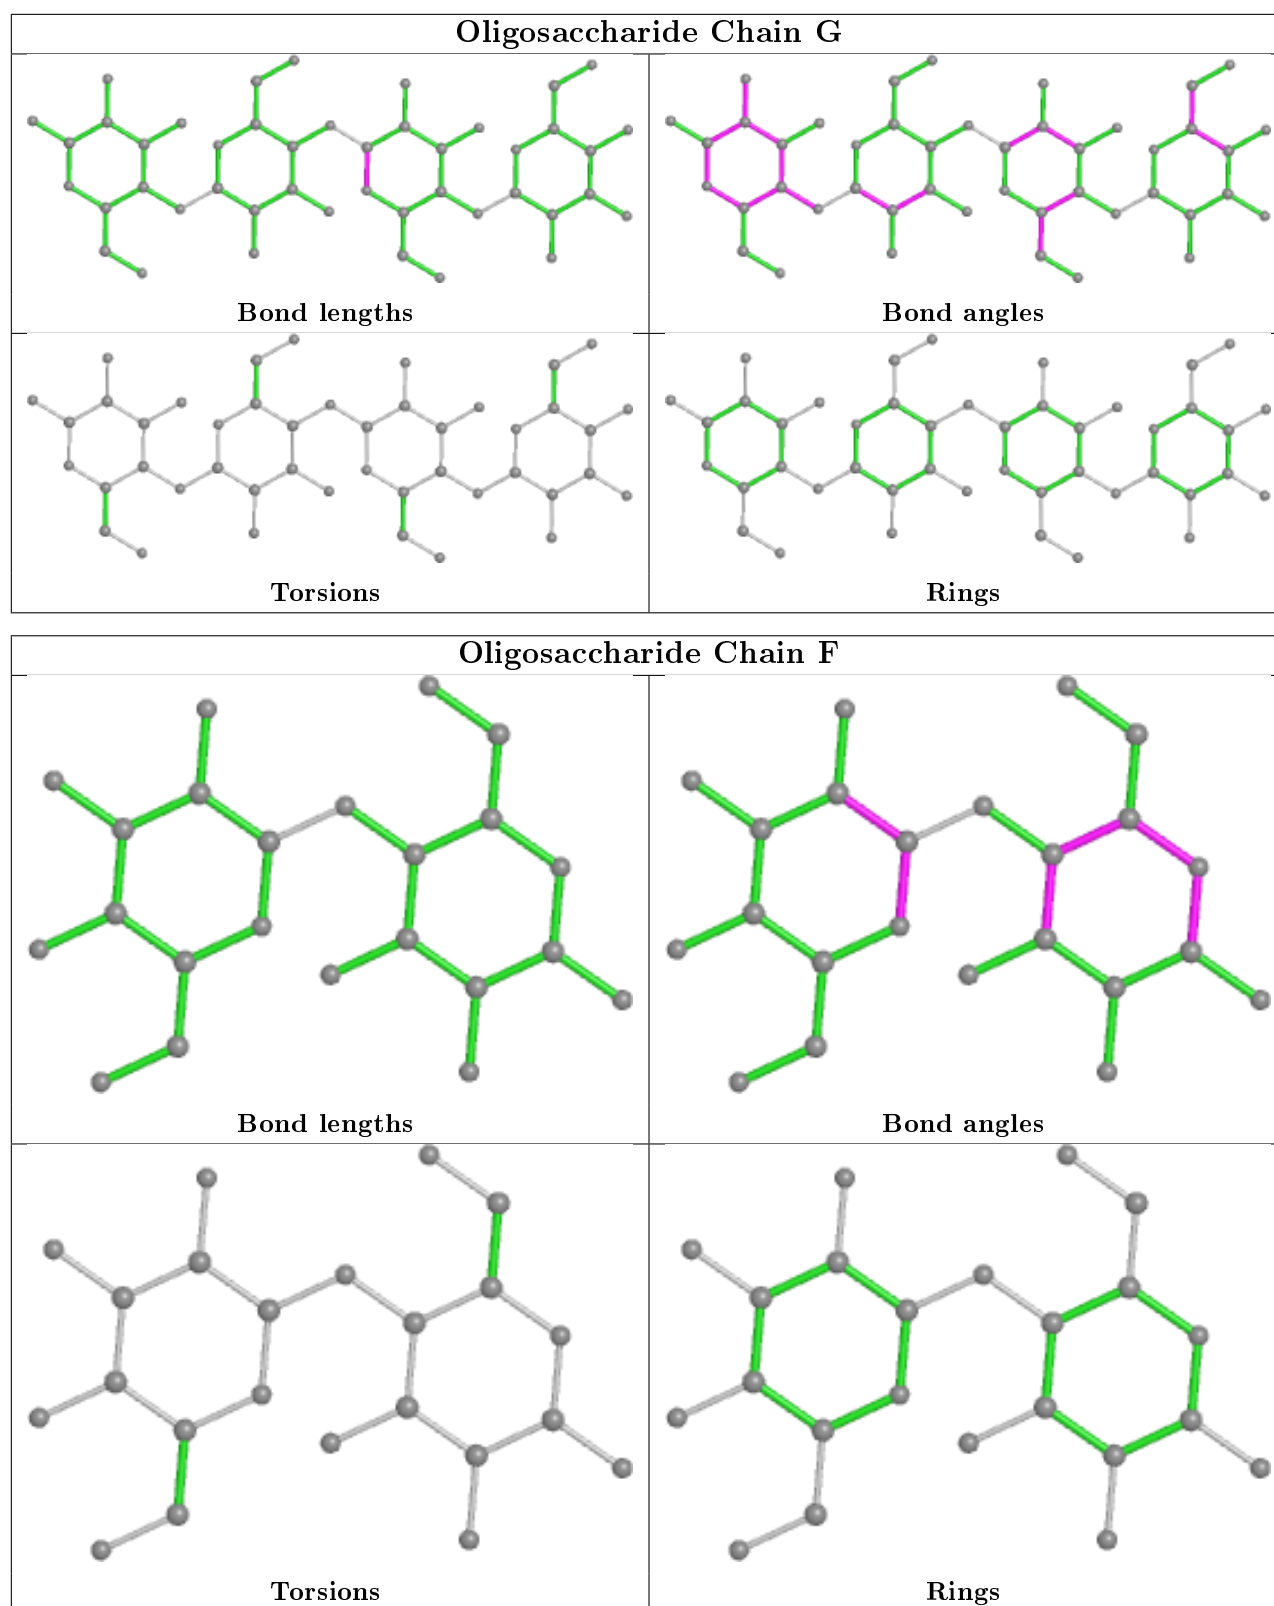 Oligosaccharide Chain G
Bond lengths
Bond angles
Torsions
Rings
Oligosaccharide Chain F
Bond lengths
Bond angles
Torsions
Rings